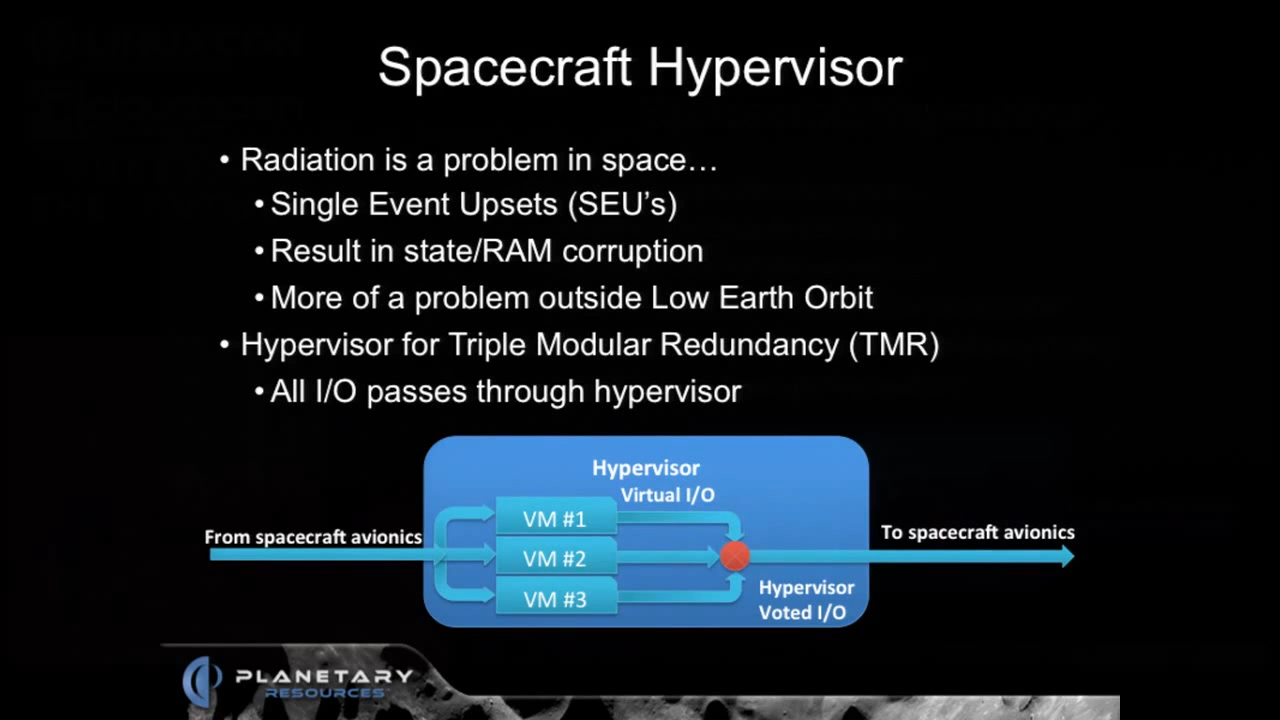 Spacecraft Hypervisor
• Radiation is a problem in space…
• Single Event Upsets (SEU's)
• Result in state/RAM corruption
• More of a problem outside Low Earth Orbit
• Hypervisor for Triple Modular Redundancy (TMR)
• All I/O passes through hypervisor
Hypervisor
Virtual I/O
From spacecraft avionics
VM #1
VM #2
VM #3
To spacecraft avionics
Hypervisor
Voted I/O
PLANETARY
RESOURCES